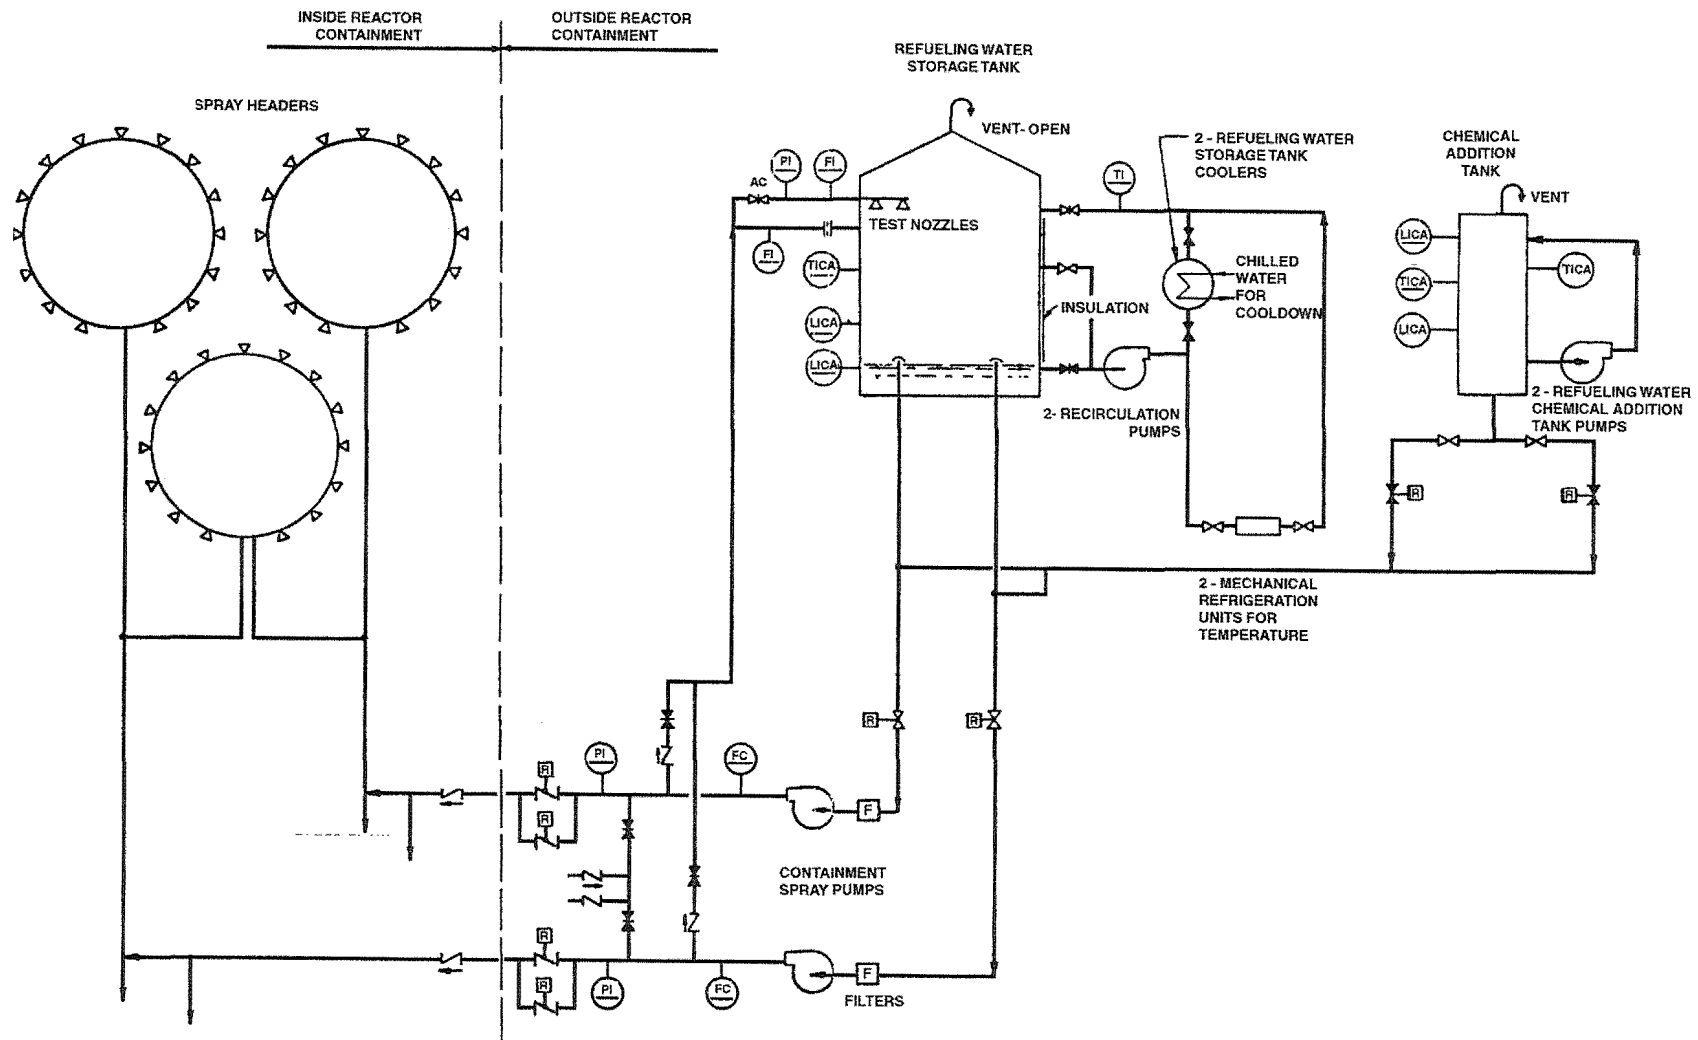 INSIDE REACTOR
CONTAINMENT
OUTSIDE REACTOR
CONTAINMENT
REFUELING WATER
STORAGE TANK
SPRAY HEADERS
VENT- OPEN
2 - REFUELING WATER
STORAGE TANK
COOLERS
CHEMICAL
ADDITION
TANK
VENT
AC
PI
FI
TI
TEST NOZZLES
FI
TICA
LICA
LICA
INSULATION
CHILLED
WATER
FOR
COOLDOWN
LICA
TICA
LICA
TICA
2- RECIRCULATION
PUMPS
2 - REFUELING WATER
CHEMICAL ADDITION
TANK PUMPS
R
R
2 - MECHANICAL
REFRIGERATION
UNITS FOR
TEMPERATURE
R
R
R
PI
FC
R
F
CONTAINMENT
SPRAY PUMPS
R
R
PI
FC
F
FILTERS